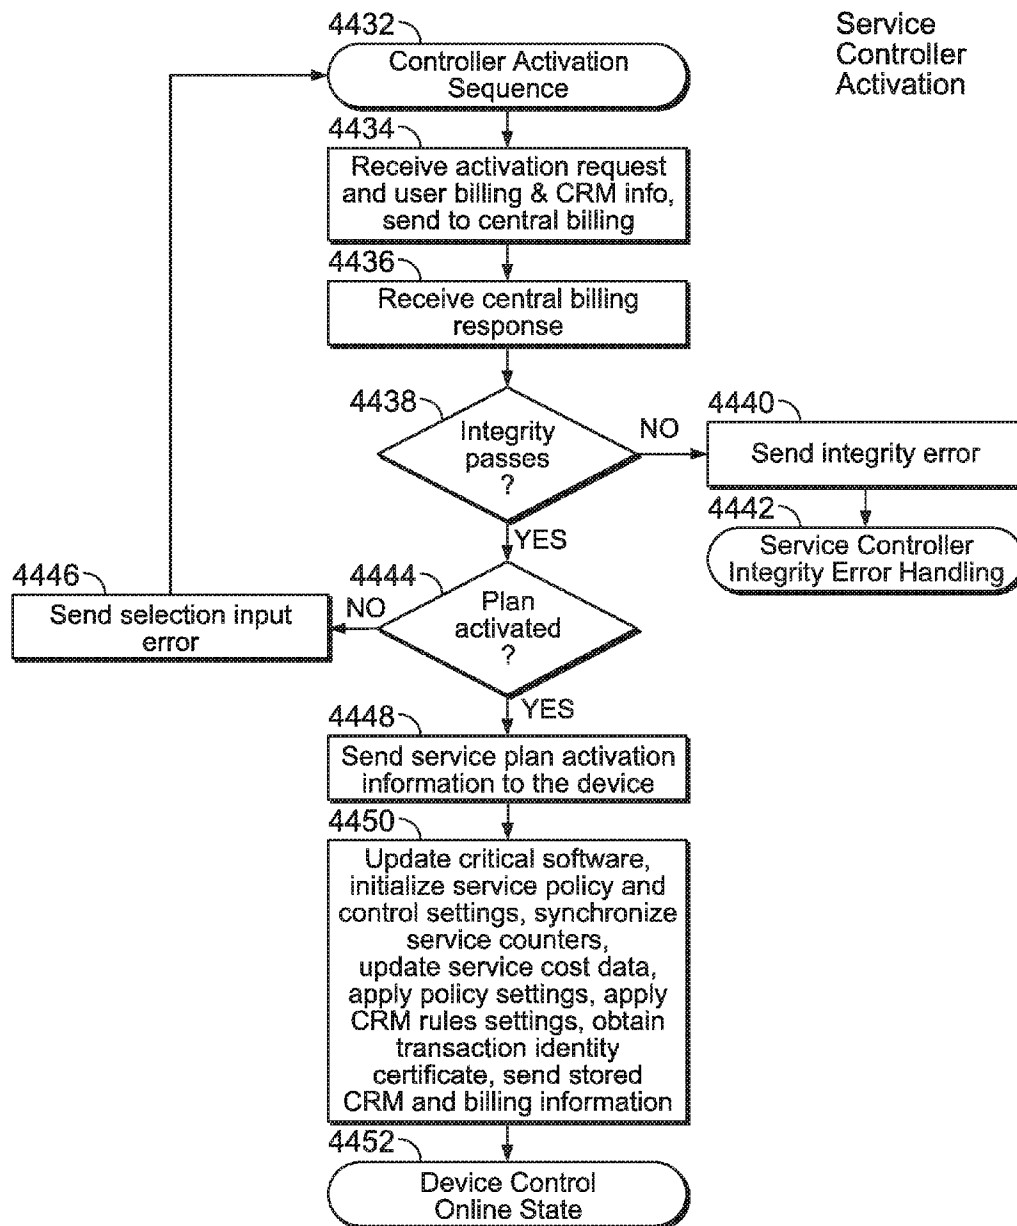 Service
Controller
Activation
4432
Controller Activation
Sequence
4434
Receive activation request
and user billing & CRM info,
send to central billing
4436
Receive central billing
response
4438
Integrity
passes
?
NO
4440
Send integrity error
4442
Service Controller
Integrity Error Handling
YES
4444
Plan
activated
?
NO
4446
Send selection input
error
YES
4448
Send service plan activation
information to the device
4450
Update critical software,
initialize service policy and
control settings, synchronize
service counters,
update service cost data,
apply policy settings, apply
CRM rules settings, obtain
transaction identity
certificate, send stored
CRM and billing information
4452
Device Control
Online State